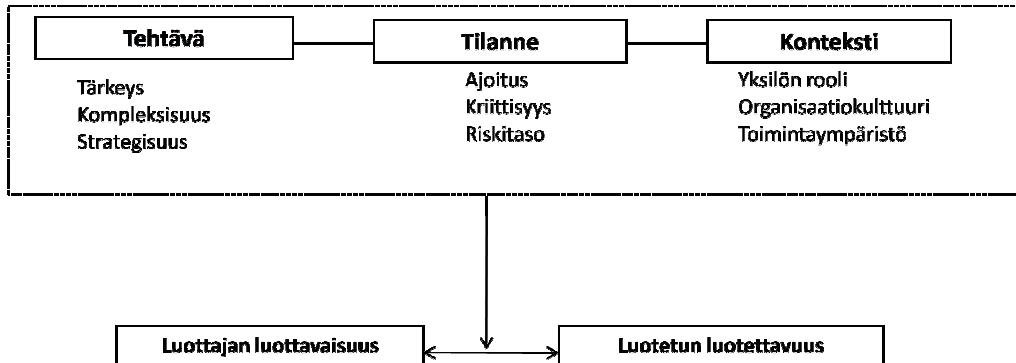 Tehtävä
Tärkeys
Kompleksisuus
Strategisuus
Tilanne
Ajoitus
Kriittisyys
Riskitaso
Konteksti
Yksilön rooli
Organisaatiokulttuuri
Toimintaympäristö
Luottajan luottavaisuus
Luotetun luotettavuus